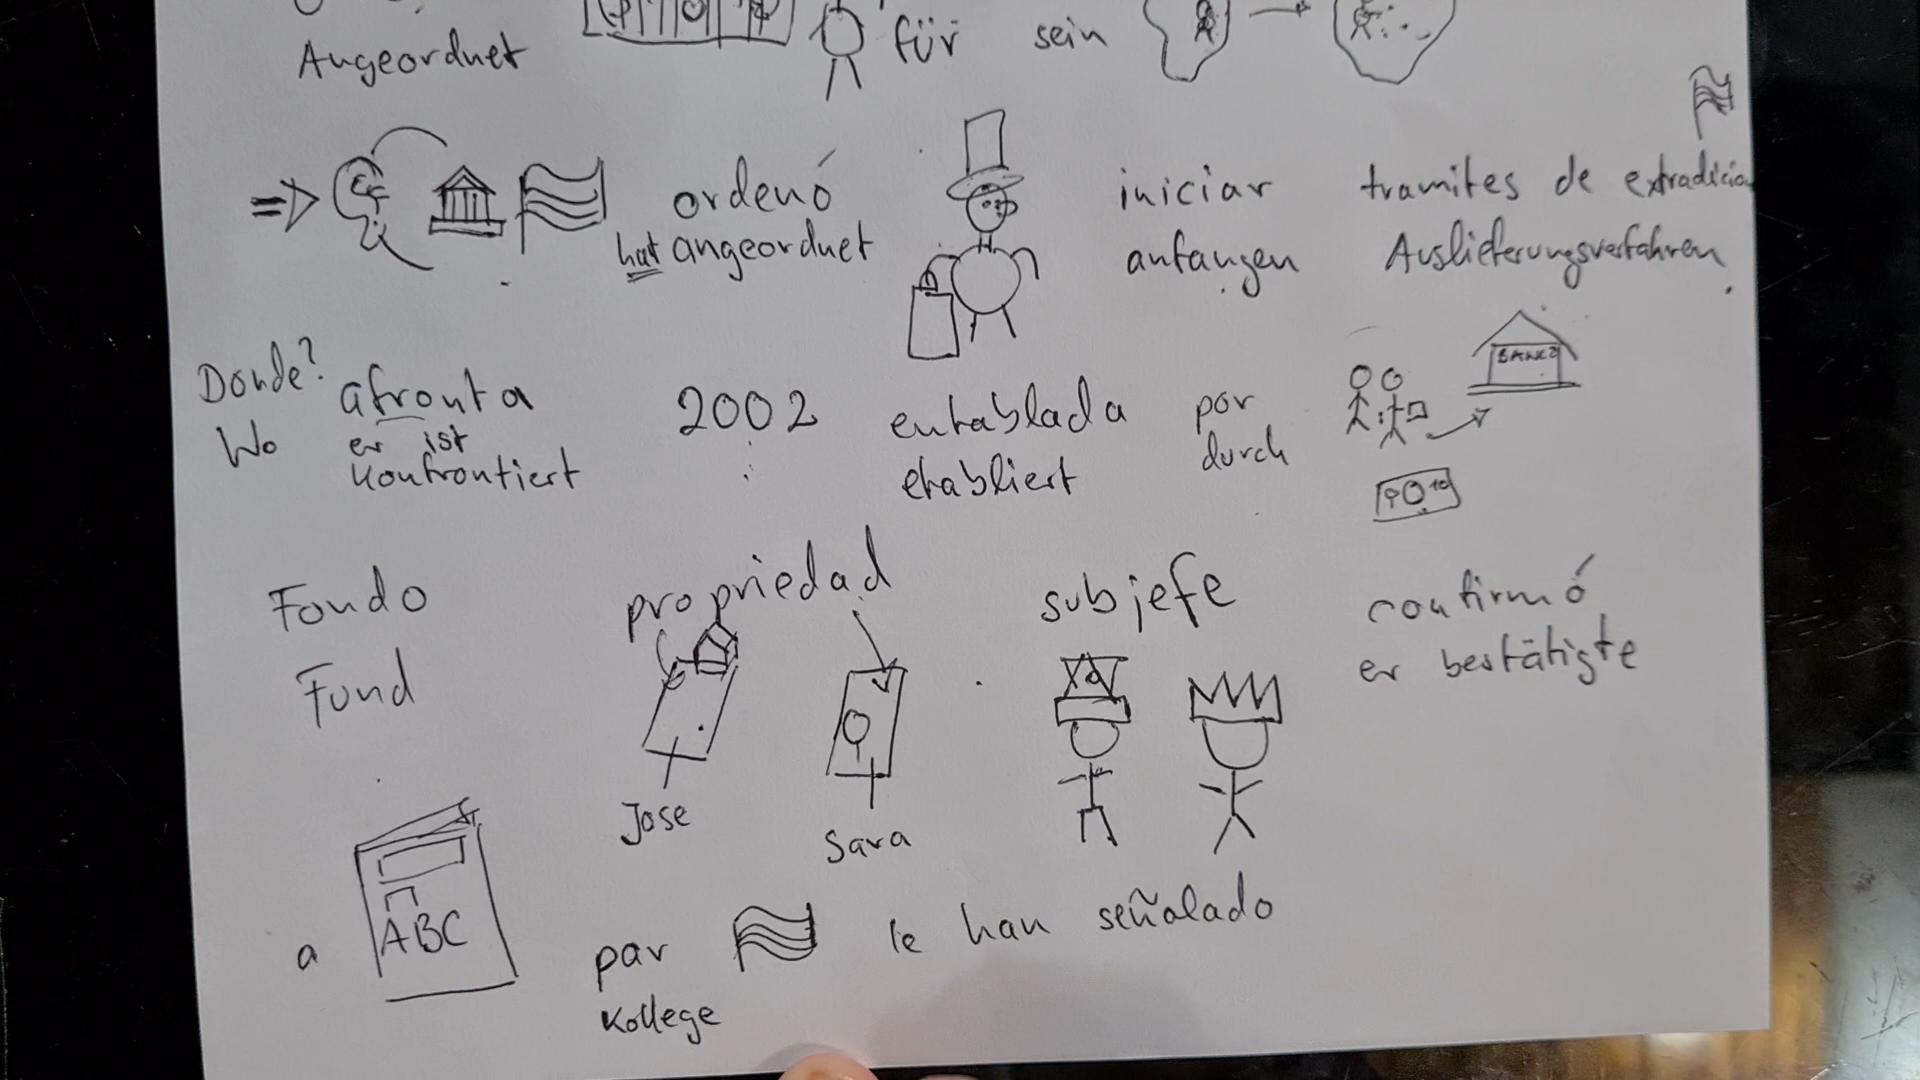 Angeordnet für sein
⇒ ordenó iniciar tramites de extradición
hat angeordnet anfangen Auslieferungsverfahren
BANK
Donde? afronta 2002 entablada por
Wo er ist konfrontiert etabliert durch
10
Fondo propriedad subjefe confirmó
Fund er bestätigte
Jose Sara
a ABC par le han señalado
Kollege